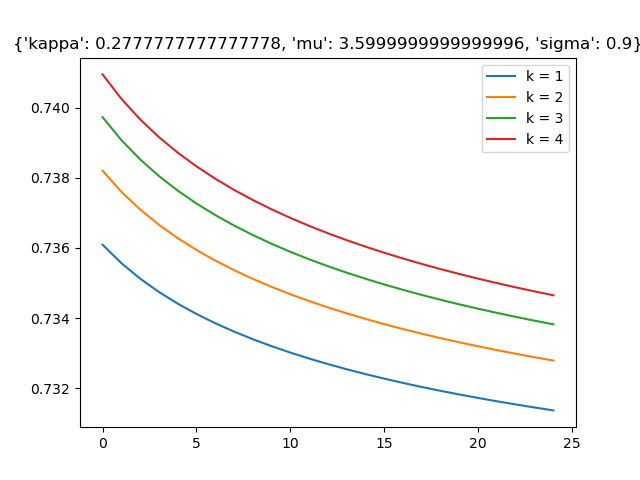 {'kappa': 0.2777777777777778, 'mu': 3.5999999999999996, 'sigma': 0.9}
k = 1
k = 2
k = 3
k = 4
0.740
0.738
0.736
0.734
0.732
0 5 10 15 20 25